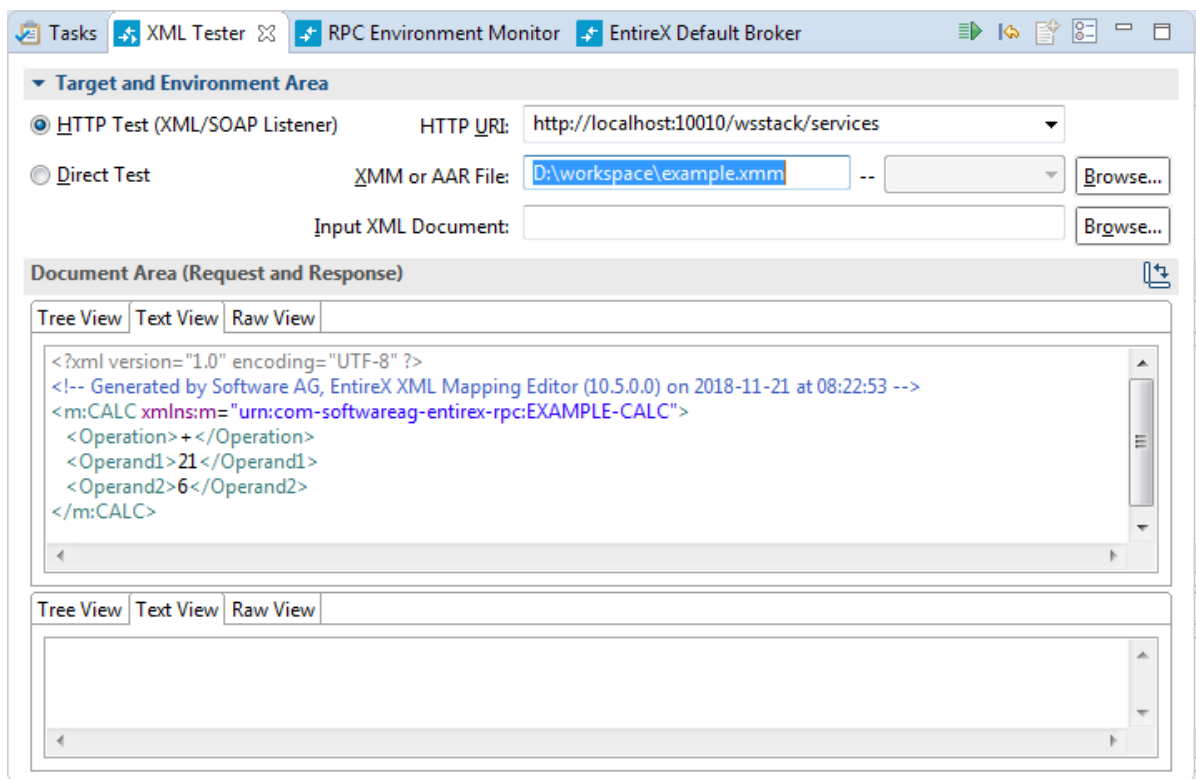 Tasks XML Tester RPC Environment Monitor EntireX Default Broker
Target and Environment Area
HTTP Test (XML/SOAP Listener) HTTP URI: http://localhost:10010/wsstack/services
Direct Test XMM or AAR File: D:\workspace\example.xmm -- Browse...
Input XML Document: Browse...
Document Area (Request and Response)
Tree View Text View Raw View
<?xml version="1.0" encoding="UTF-8" ?>
<!-- Generated by Software AG, EntireX XML Mapping Editor (10.5.0.0) on 2018-11-21 at 08:22:53 -->
<m:CALC xmlns:m="urn:com-softwareag-entirex-rpc:EXAMPLE-CALC">
<Operation>+</Operation>
<Operand1>21</Operand1>
<Operand2>6</Operand2>
</m:CALC>
Tree View Text View Raw View